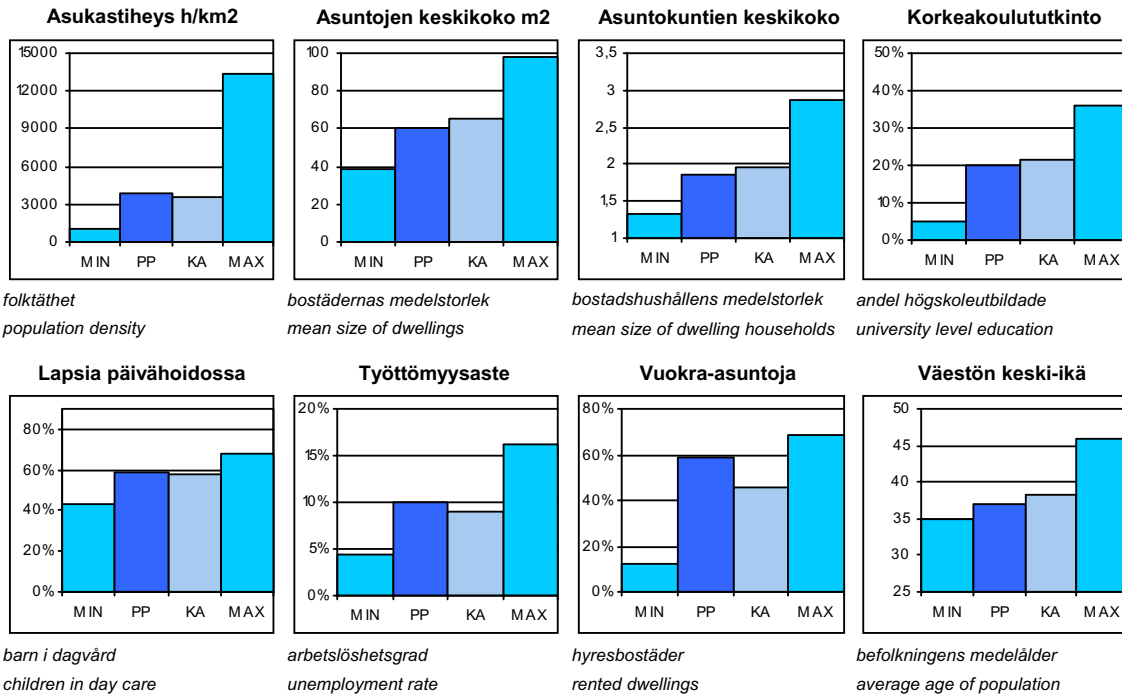 Asukastiheys h/km2
15000
12000
9000
6000
3000
0
MIN PP KA MAX
folktäthet
population density
Asuntojen keskikoko m2
100
80
60
40
20
0
MIN PP KA MAX
bostädernas medelstorlek
mean size of dwellings
Asuntokuntien keskikoko
3,5
3
2,5
2
1,5
1
MIN PP KA MAX
bostadshushållens medelstorlek
mean size of dwelling households
Korkeakoulututkinto
50%
40%
30%
20%
10%
0%
MIN PP KA MAX
andel högskoleutbildade
university level education
Lapsia päivähoidossa
80%
60%
40%
20%
0%
MIN PP KA MAX
barn i dagvård
children in day care
Työttömyysaste
20%
15%
10%
5%
0%
MIN PP KA MAX
arbetslöshetsgrad
unemployment rate
Vuokra-asuntoja
80%
60%
40%
20%
0%
MIN PP KA MAX
hyresbostäder
rented dwellings
Väestön keski-ikä
50
45
40
35
30
25
MIN PP KA MAX
befolkningens medelålder
average age of population